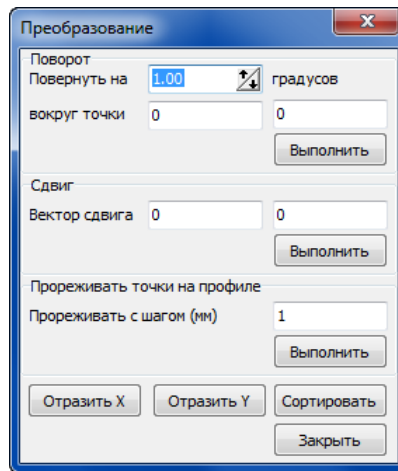 Преобразование
Поворот
Повернуть на 1.00 градусов
вокруг точки 0 0
Выполнить
Сдвиг
Вектор сдвига 0 0
Выполнить
Прореживать точки на профиле
Прореживать с шагом (мм) 1
Выполнить
Отразить X Отразить Y Сортировать
Закрыть